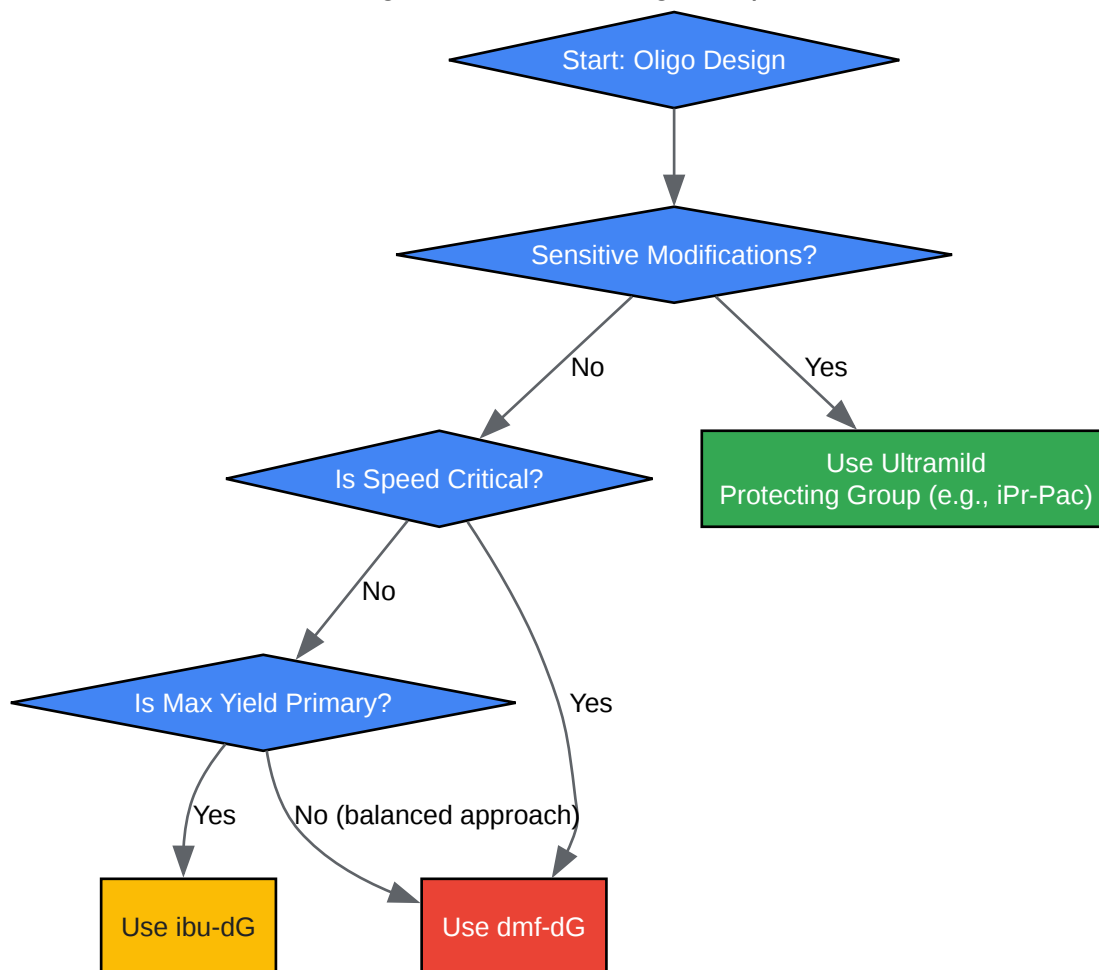 Start: Oligo Design
Sensitive Modifications?
No
Yes
Is Speed Critical?
Use Ultramild
Protecting Group (e.g., iPr-Pac)
No
Is Max Yield Primary?
Yes
Yes
No (balanced approach)
Use ibu-dG
Use dmf-dG